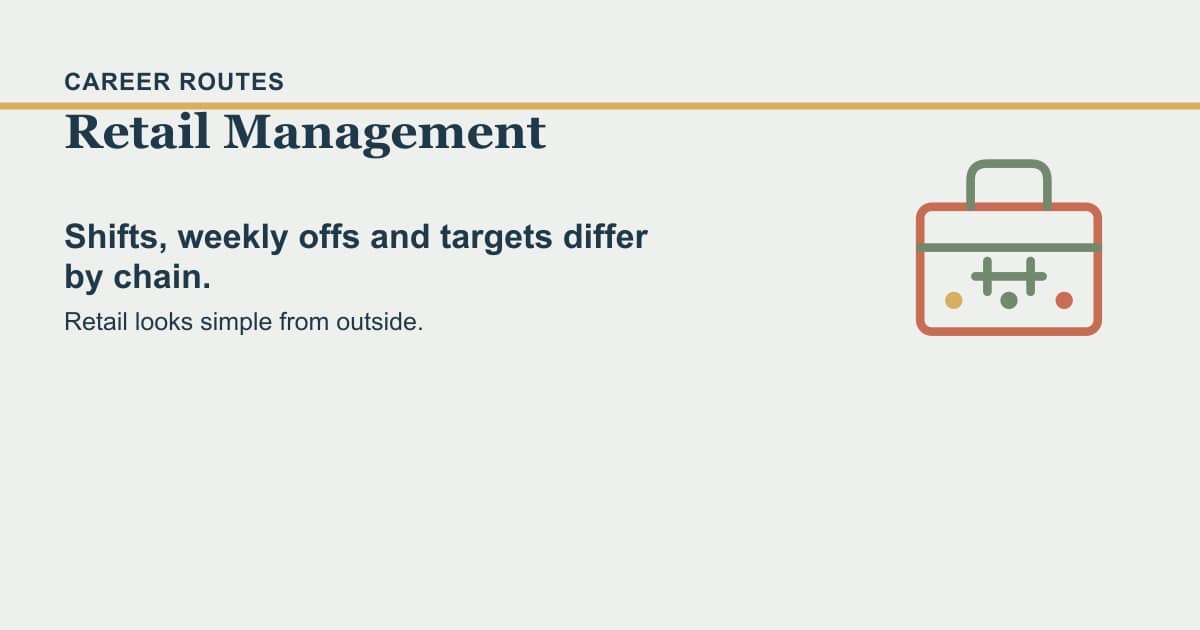 CAREER ROUTES
Retail Management
Shifts, weekly offs and targets differ
by chain.
Retail looks simple from outside.